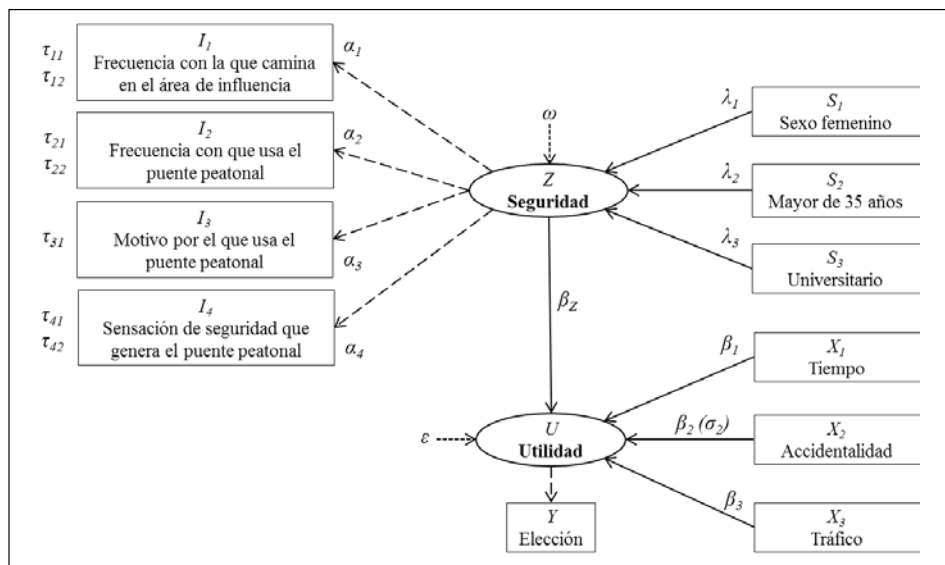 τ11
τ12
I1
Frecuencia con la que camina
en el área de influencia
α1
τ21
τ22
I2
Frecuencia con que usa el
puente peatonal
α2
τ31
I3
Motivo por el que usa el
puente peatonal
α3
τ41
τ42
I4
Sensación de seguridad que
genera el puente peatonal
α4
ω
Z
Seguridad
λ1
S1
Sexo femenino
λ2
S2
Mayor de 35 años
λ3
S3
Universitario
βZ
β1
X1
Tiempo
ε
U
Utilidad
β2 (σ2)
X2
Accidentalidad
β3
X3
Tráfico
Y
Elección